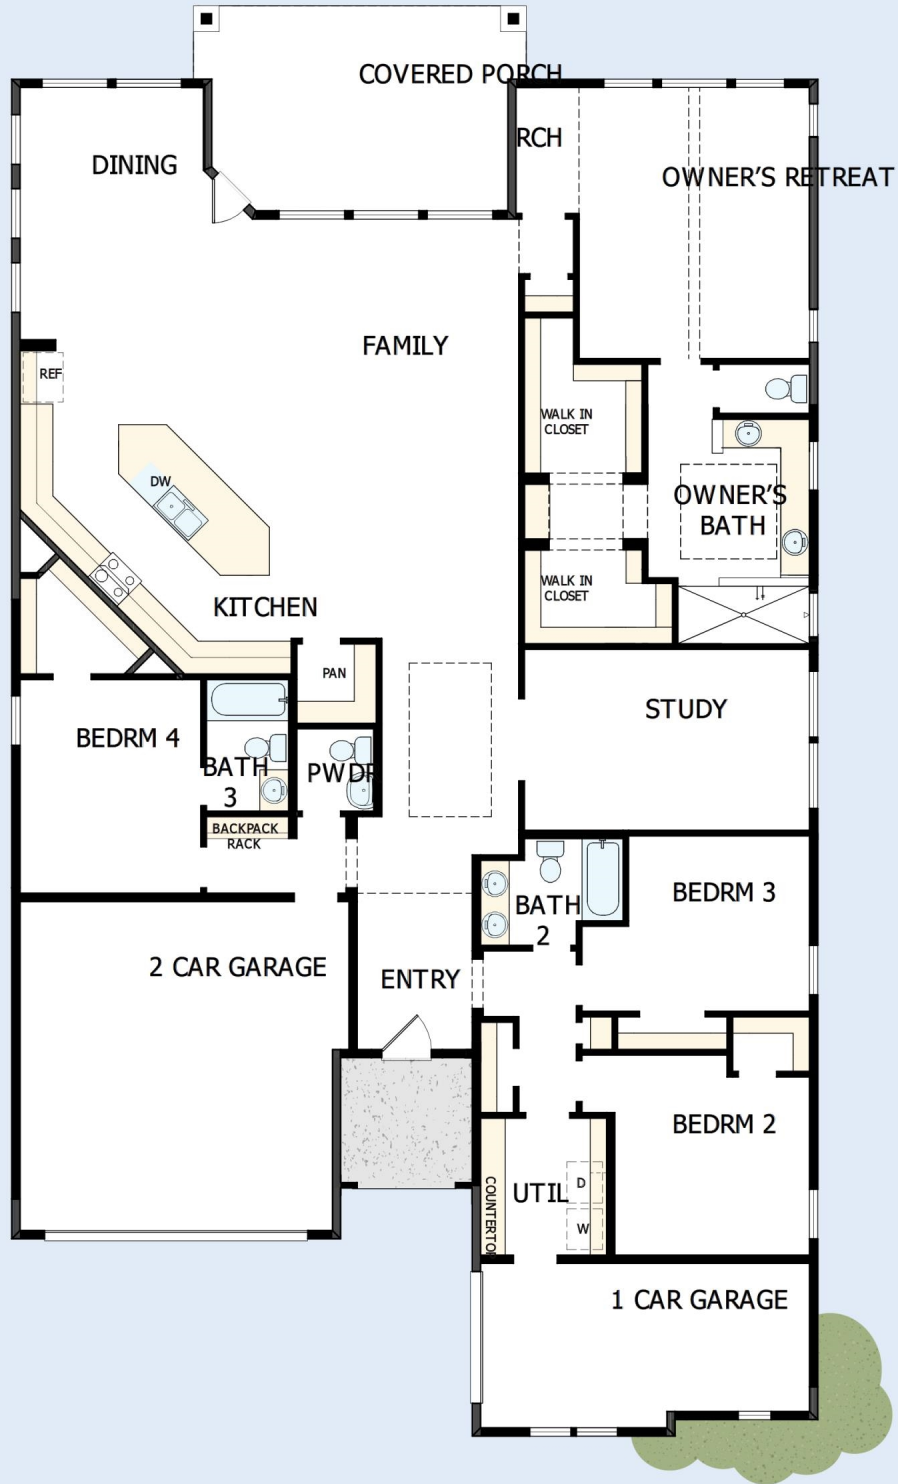 COVERED PORCH
RCH
DINING
OWNER'S RETREAT
FAMILY
REF
WALK IN
CLOSET
DW
OWNER'S
BATH
WALK IN
CLOSET
KITCHEN
PAN
STUDY
BEDRM 4
BATH
3
PWDR
BACKPACK
RACK
BEDRM 3
BATH
2
2 CAR GARAGE
ENTRY
BEDRM 2
COUNTERTOP
UTIL
D
W
1 CAR GARAGE